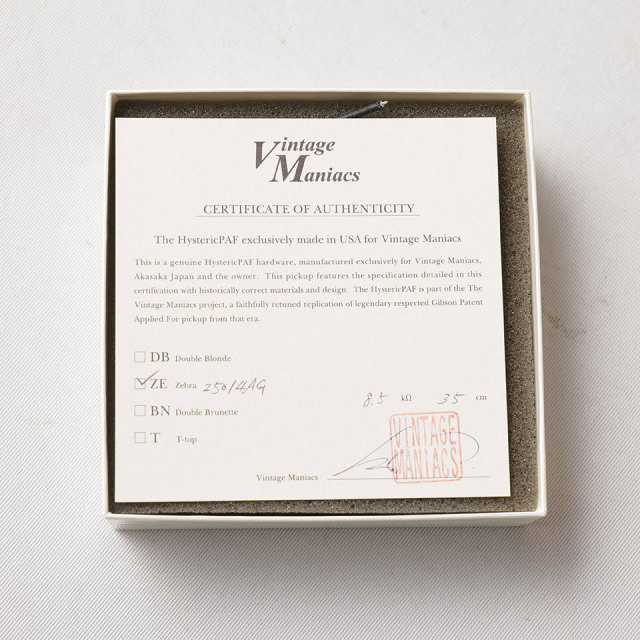 Vintage
Maniacs
CERTIFICATE OF AUTHENTICITY
The HystericPAF exclusively made in USA for Vintage Maniacs
This is a genuine HystericPAF hardware, manufactured exclusively for Vintage Maniacs,
Akasaka Japan and the owner. This pickup features the specification detailed in this
certification with historically correct materials and design. The HystericPAF is part of the The
Vintage Maniacs project, a faithfully retuned replication of legendary respected Gibson Patent
Applied For pickup from that era.
DB Double Blonde
ZE Zebra 250/4AG
8.5 kΩ 35 cm
BN Double Brunette
T T-top
VINTAGE
MANIACS
Vintage Maniacs